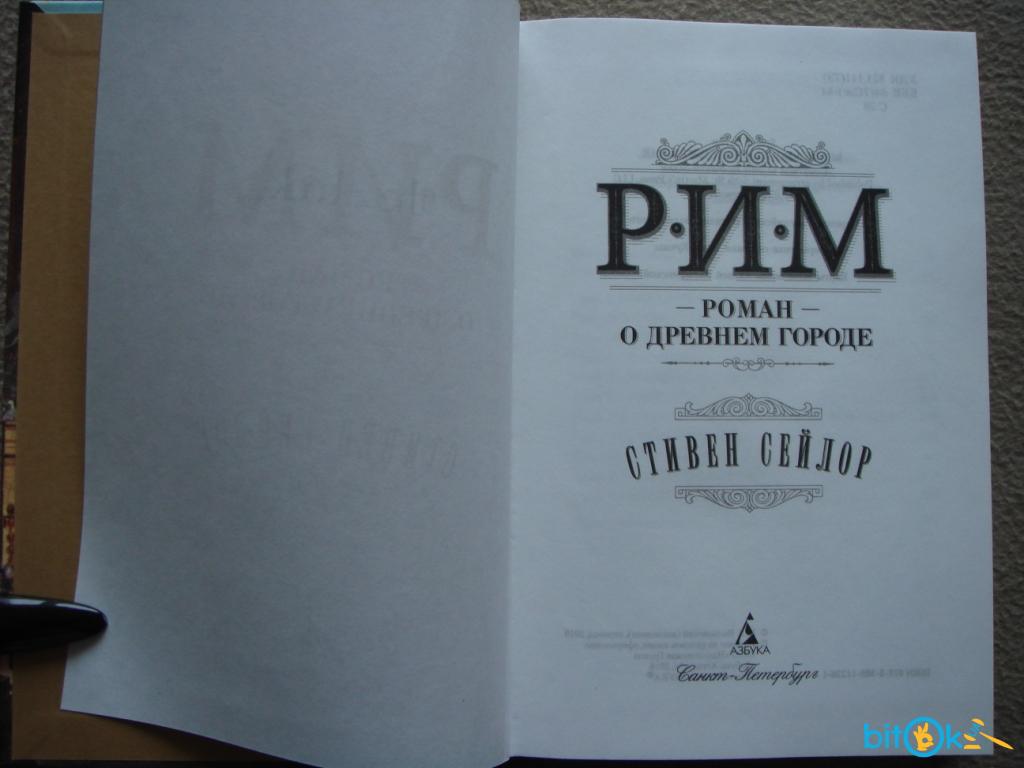 Р·И·М
— РОМАН —
О ДРЕВНЕМ ГОРОДЕ
СТИВЕН СЕЙЛОР
АЗБУКА
Санкт-Петербург
bitOk